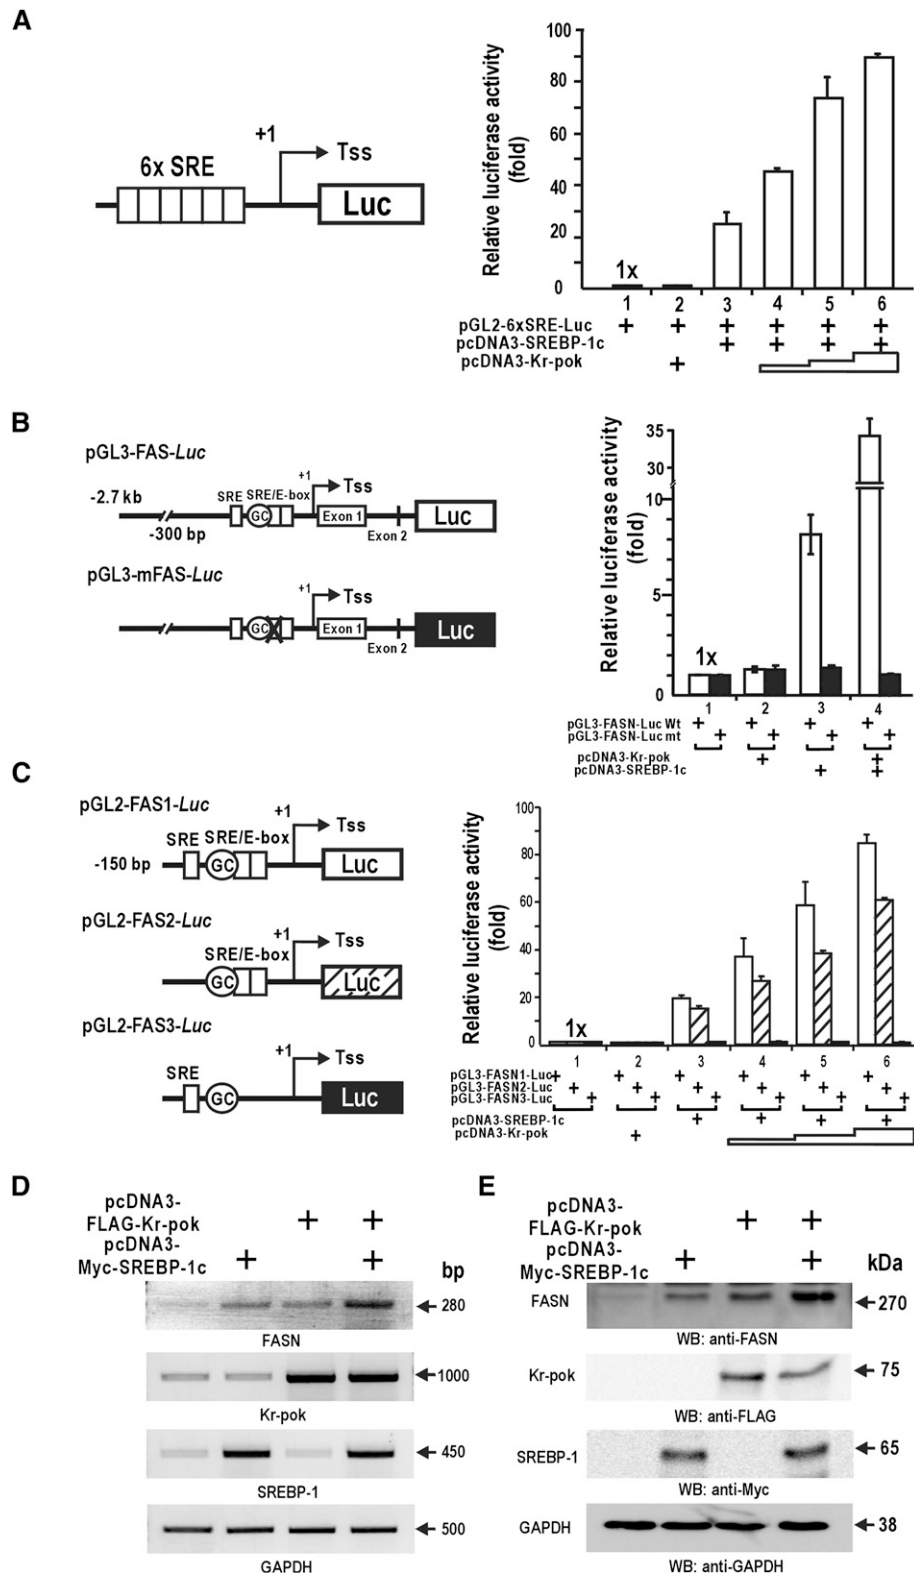 A
6x SRE
+1
Tss
Luc
Relative luciferase activity
(fold)
100
80
60
40
20
0
1x
1 2 3 4 5 6
pGL2-6xSRE-Luc + + + + + +
pcDNA3-SREBP-1c + + + +
pcDNA3-Kr-pok +
B
pGL3-FAS-Luc
-2.7 kb
-300 bp
SRE SRE/E-box
GC
+1
Tss
Exon 1
Exon 2
Luc
pGL3-mFAS-Luc
GC
+1
Tss
Exon 1
Exon 2
Luc
Relative luciferase activity
(fold)
35
30
10
5
0
1x
1 2 3 4
pGL3-FASN-Luc Wt + + + +
pGL3-FASN-Luc mt + + + +
pcDNA3-Kr-pok + +
pcDNA3-SREBP-1c + +
C
pGL2-FAS1-Luc
-150 bp
SRE
SRE/E-box
GC
+1
Tss
Luc
pGL2-FAS2-Luc
SRE/E-box
GC
+1
Tss
Luc
pGL2-FAS3-Luc
SRE
GC
+1
Tss
Luc
Relative luciferase activity
(fold)
100
80
60
40
20
0
1x
1 2 3 4 5 6
pGL3-FASN1-Luc + + + + + +
pGL3-FASN2-Luc + + + + + +
pGL3-FASN3-Luc + + + + + +
pcDNA3-SREBP-1c + + + +
pcDNA3-Kr-pok +
D
pcDNA3-
FLAG-Kr-pok + +
pcDNA3-
Myc-SREBP-1c + +
bp
280
FASN
1000
Kr-pok
450
SREBP-1
500
GAPDH
E
pcDNA3-
FLAG-Kr-pok + +
pcDNA3-
Myc-SREBP-1c + +
kDa
FASN
270
WB: anti-FASN
Kr-pok
75
WB: anti-FLAG
SREBP-1
65
WB: anti-Myc
GAPDH
38
WB: anti-GAPDH